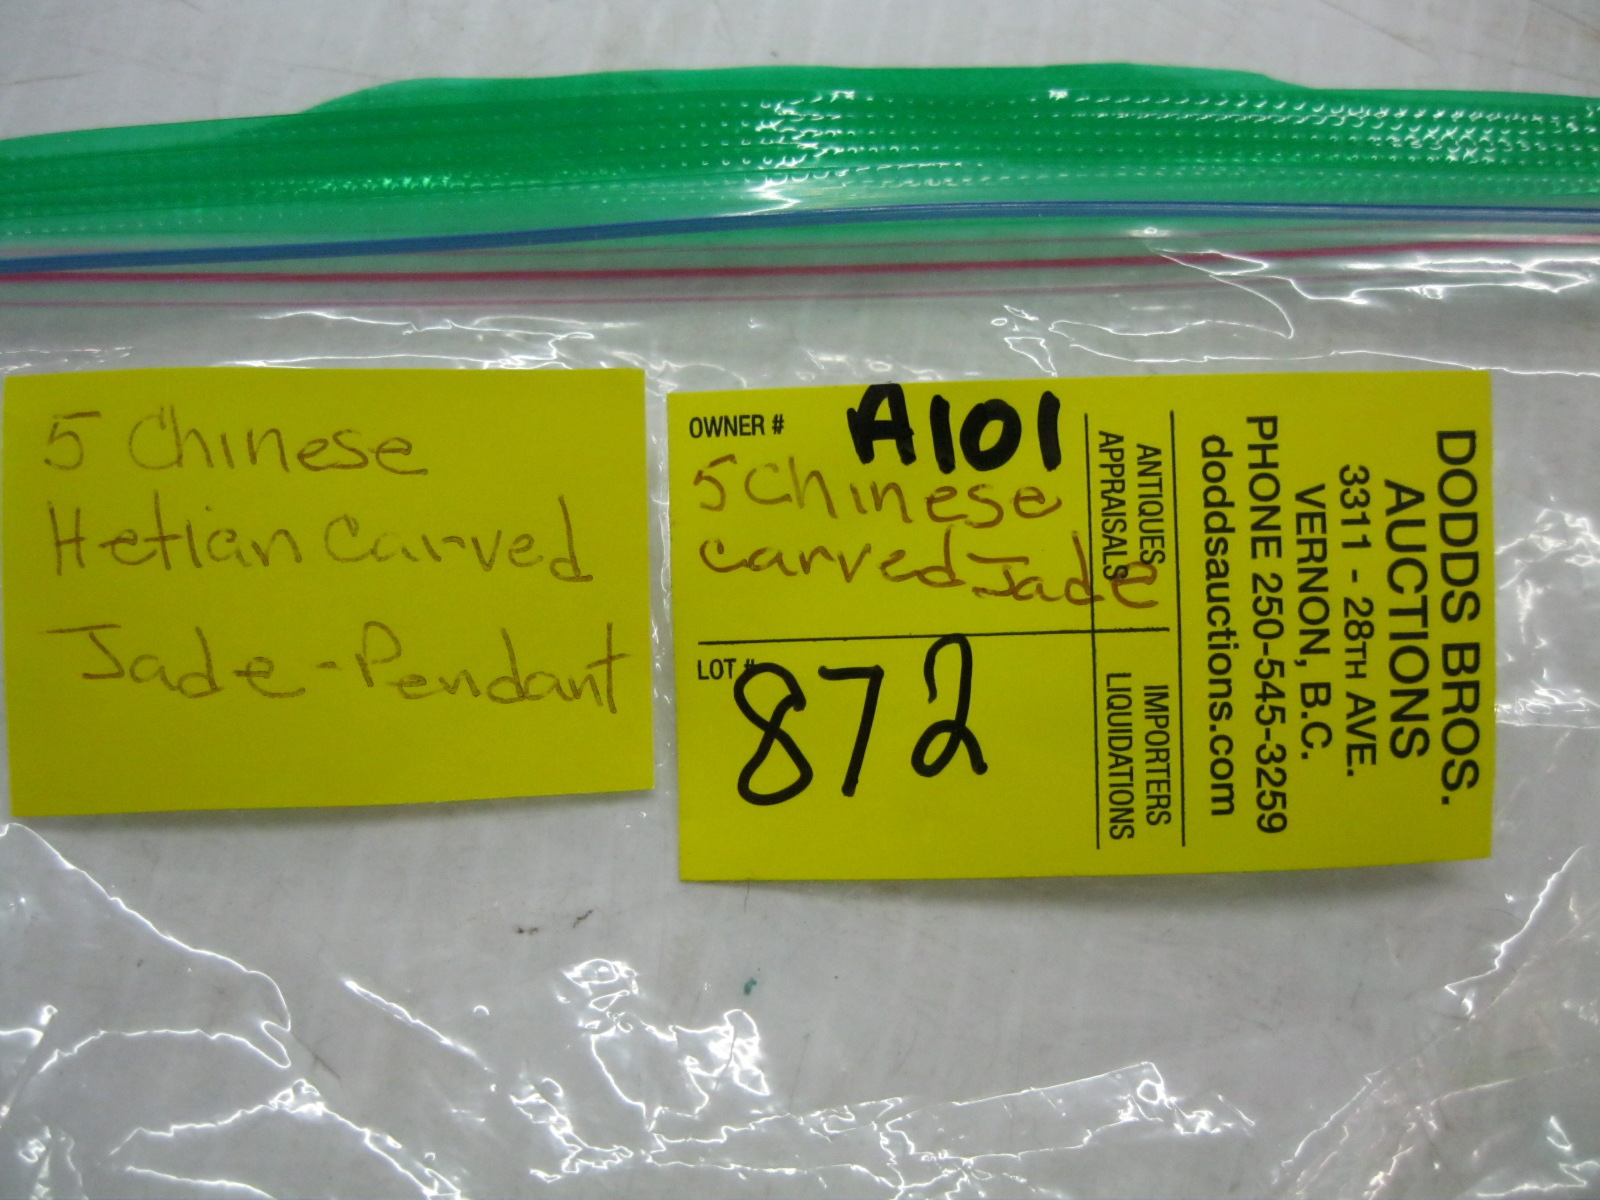 5 Chinese
Hetian Carved
Jade-Pendant
OWNER # A101
5 Chinese
carved Jade
LOT # 872
ANTIQUES
APPRAISALS
IMPORTERS
LIQUIDATIONS
DODDS BROS.
AUCTIONS
3311 - 28TH AVE.
VERNON, B.C.
PHONE 250-545-3259
doddsauctions.com